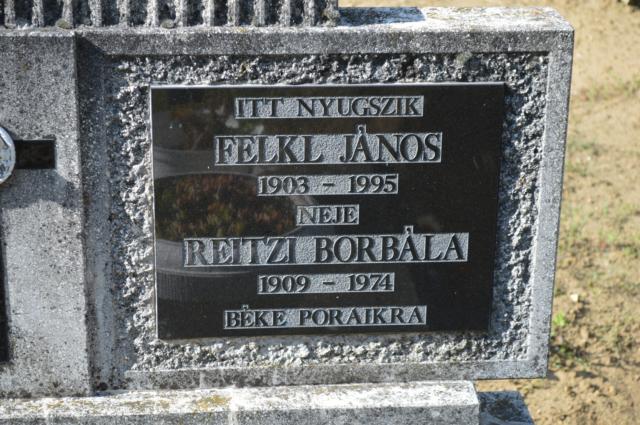 ITT NYUGSZIK
FELKL JÁNOS
1903 - 1995
NEJE
REITZI BORBÁLA
1909 - 1974
BÉKE PORAIKRA